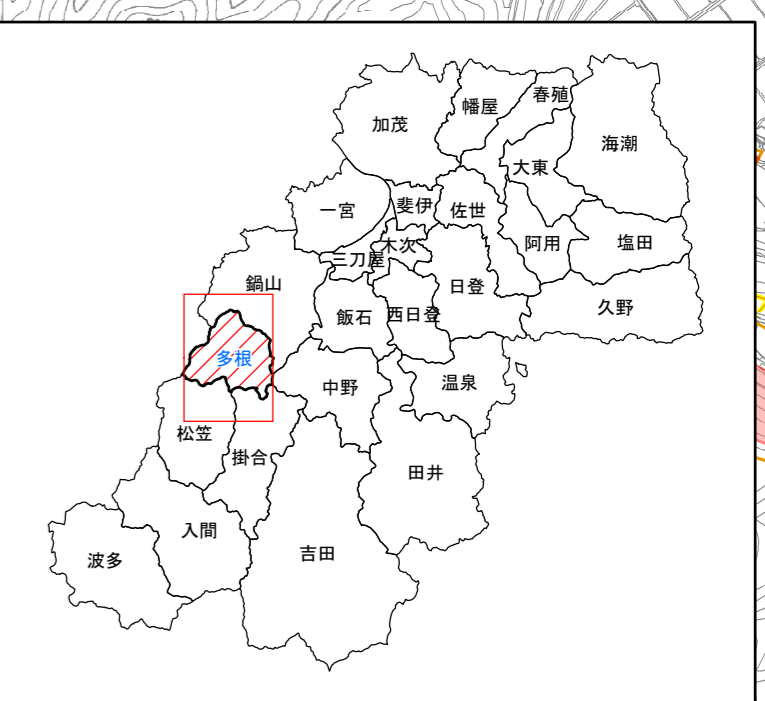 春殖
幡屋
加茂
海潮
大東
斐伊
一宮
佐世
塩田
阿用
木次
三刀屋
鍋山
日登
久野
西日登
飯石
多根
温泉
中野
松笠
掛合
田井
入間
吉田
波多